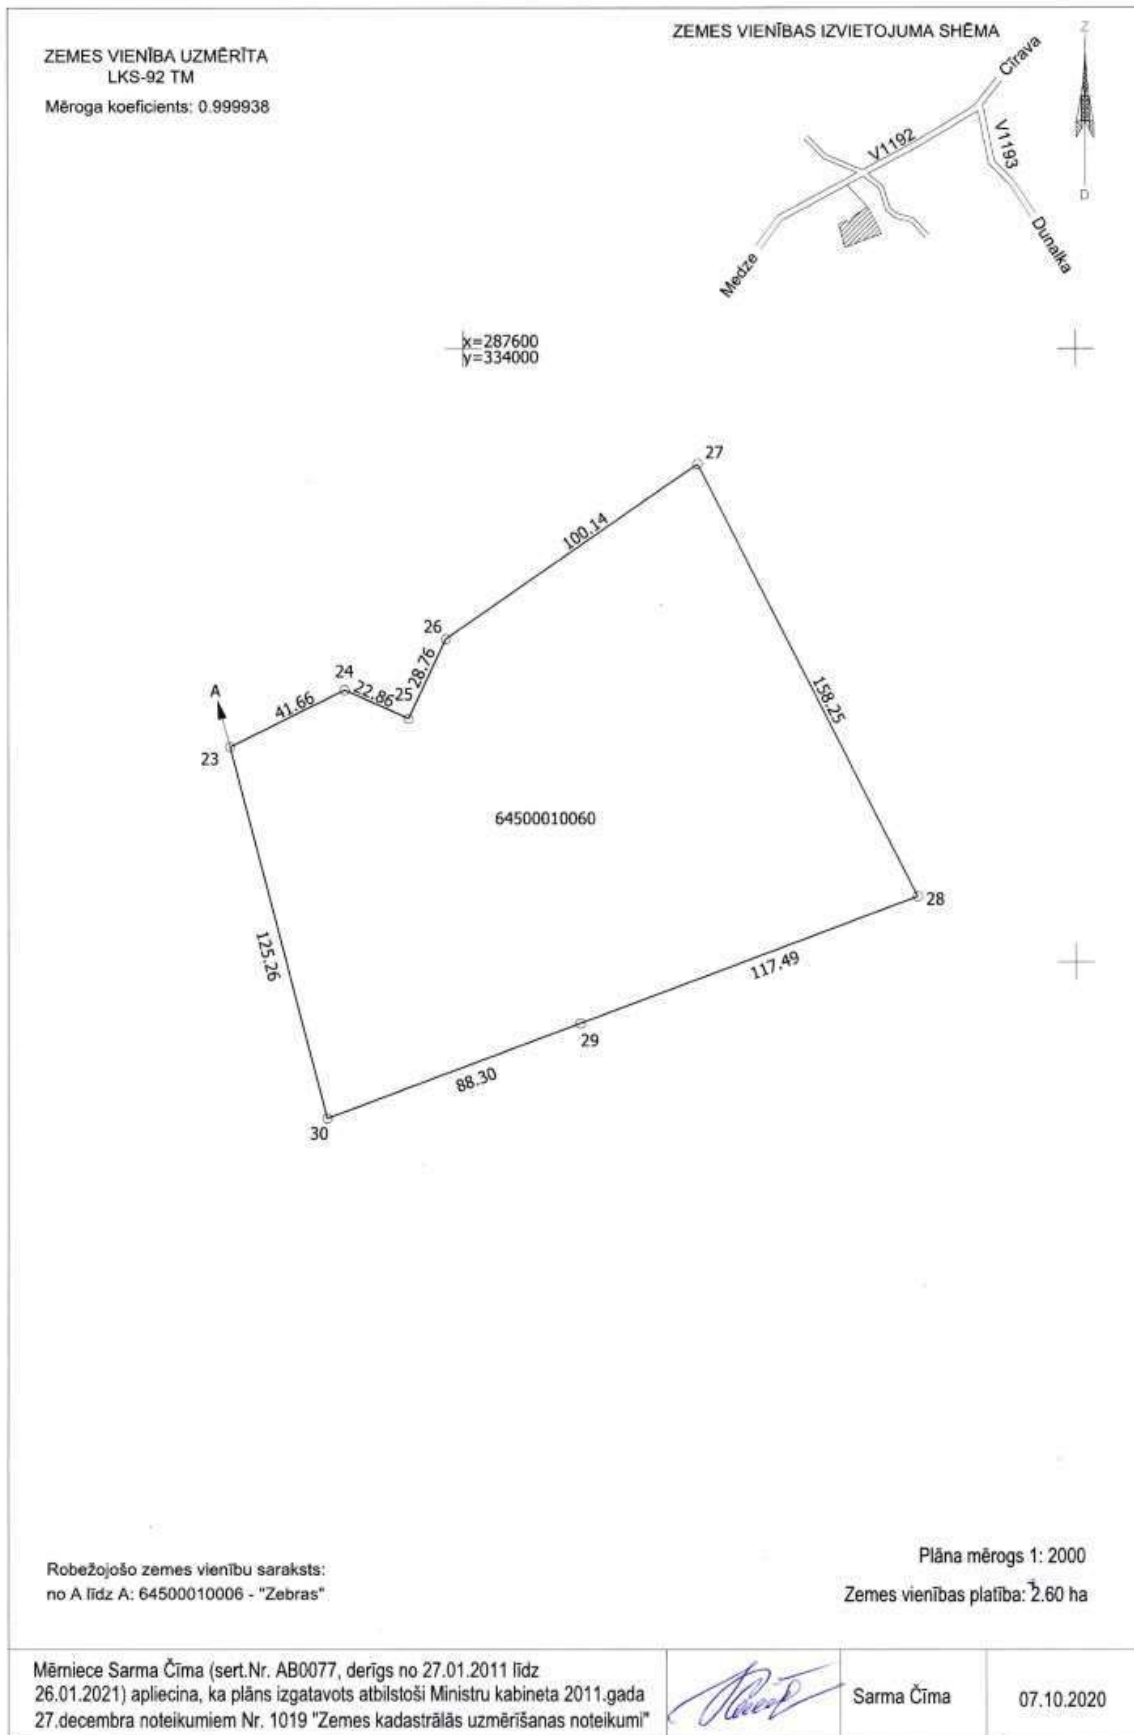 ZEMES VIENĪBA UZMĒRĪTA
LKS-92 TM
Mēroga koeficients: 0.999938
ZEMES VIENĪBAS IZVIETOJUMA SHĒMA
Z
Cīrava
V1192
V1193
D
Dunalka
Medze
x=287600
y=334000
27
100.14
26
28.76
24
22.86
25
A
41.66
23
158.25
64500010060
28
125.26
117.49
29
88.30
30
Plāna mērogs 1: 2000
Robežojošo zemes vienību saraksts:
no A līdz A: 64500010006 - "Zebras"
Zemes vienības platība: 2.60 ha
Mērniece Sarma Čīma (sert.Nr. AB0077, derīgs no 27.01.2011 līdz
26.01.2021) apliecina, ka plāns izgatavots atbilstoši Ministru kabineta 2011.gada
27.decembra noteikumiem Nr. 1019 "Zemes kadastrālās uzmērīšanas noteikumi"
Sarma Čīma
07.10.2020